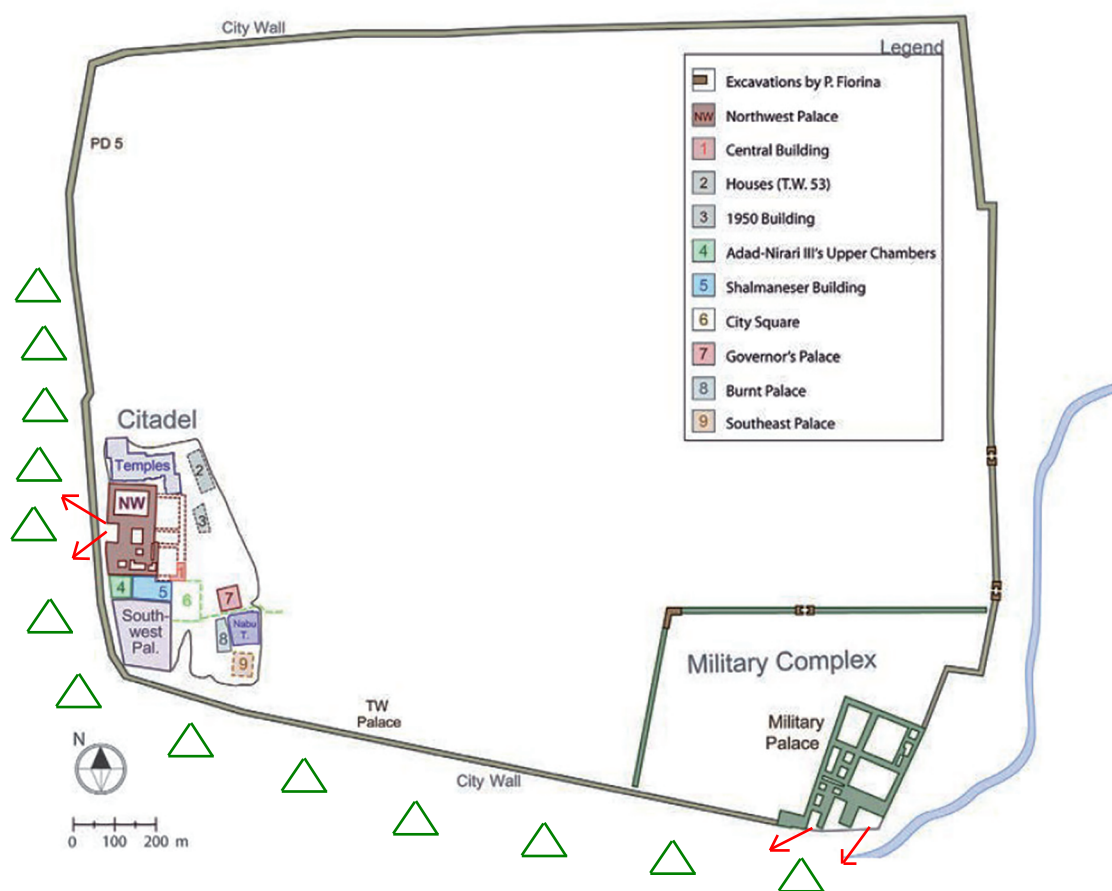 City Wall
Legend
Excavations by P. Fiorina
NW Northwest Palace
1 Central Building
2 Houses (T.W. 53)
3 1950 Building
4 Adad-Nirari III's Upper Chambers
5 Shalmaneser Building
6 City Square
7 Governor's Palace
8 Burnt Palace
9 Southeast Palace
PD 5
Citadel
Temples
2
NW
3
1
4
5
6
7
South-
west
Pal.
8
Nabu
T.
9
Military Complex
Military
Palace
TW
Palace
City Wall
N
0 100 200 m